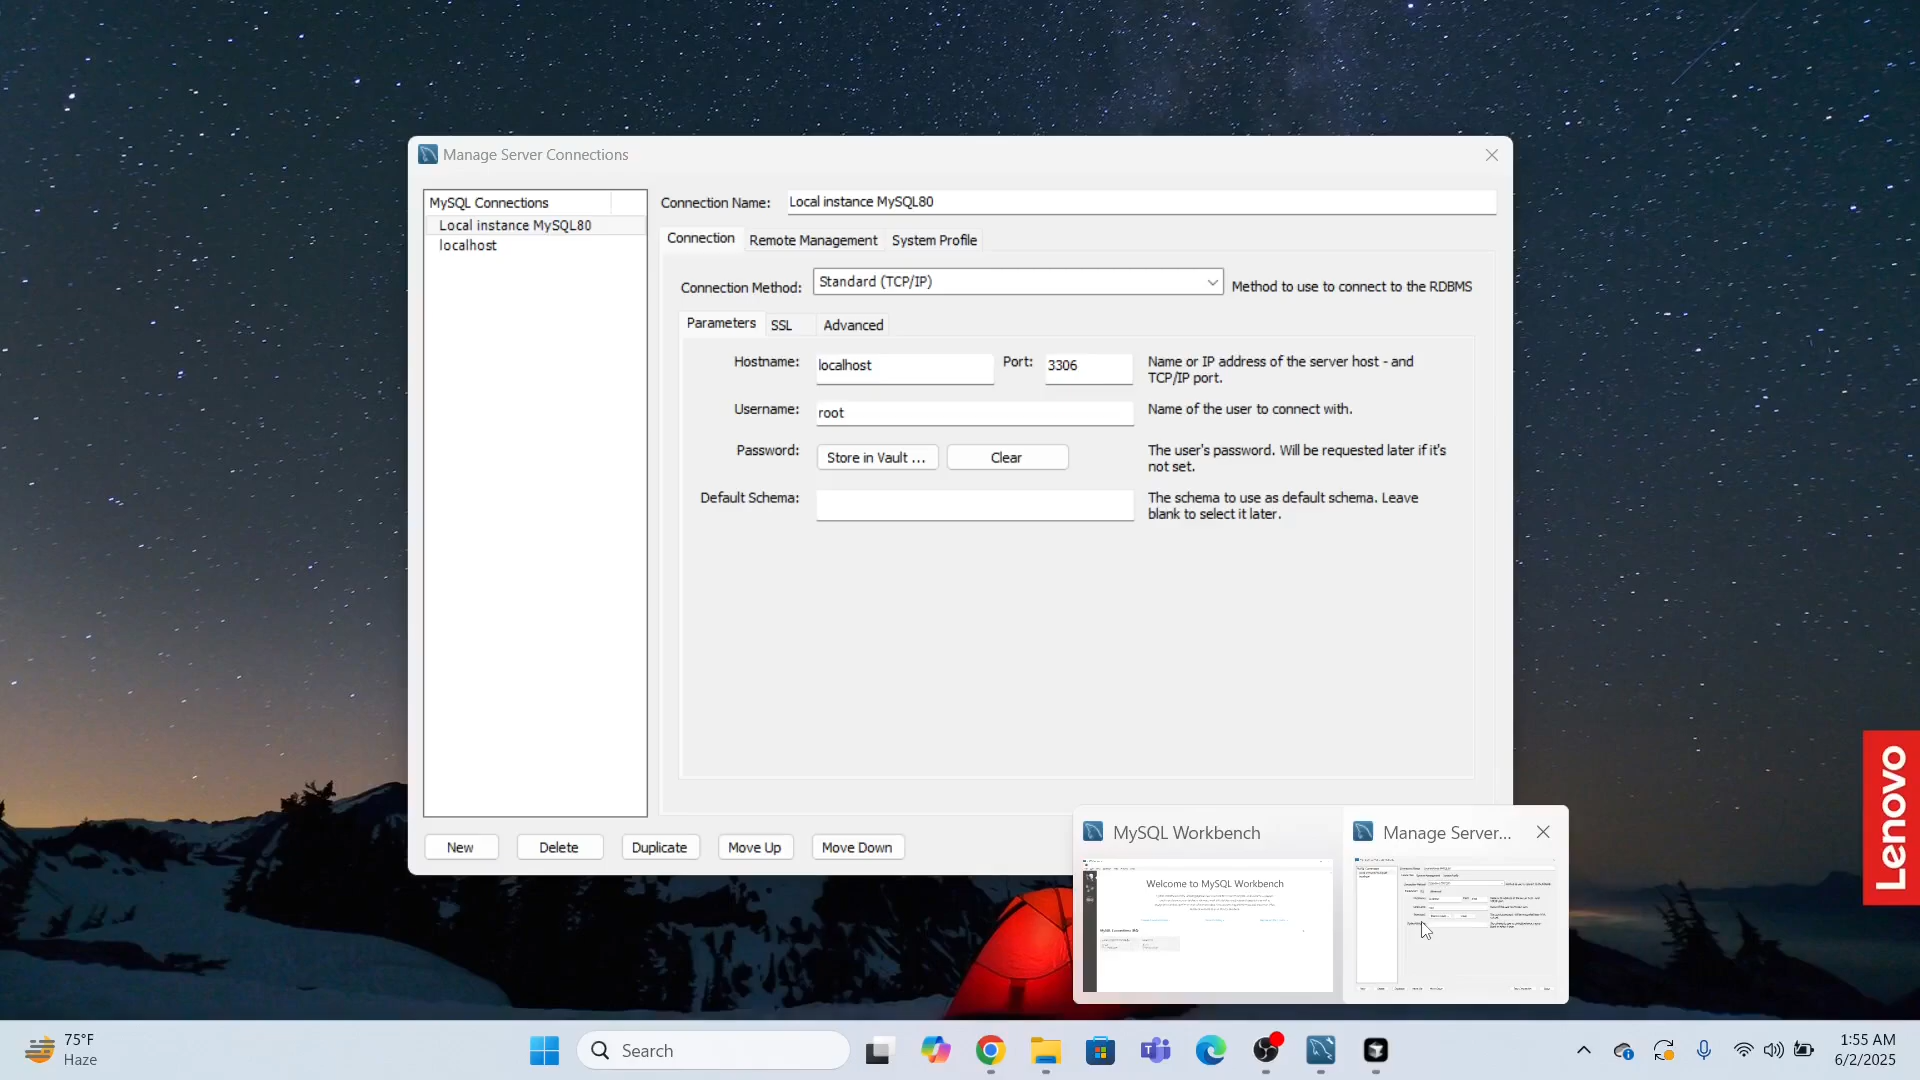 Manage Server Connections
MySQL Connections
Local instance MySQL80
localhost
Connection Name:
Local instance MySQL80
Connection
Remote Management
System Profile
Connection Method:
Standard (TCP/IP)
Method to use to connect to the RDBMS
Parameters
SSL
Advanced
Hostname:
localhost
Port:
3306
Name or IP address of the server host - and
TCP/IP port.
Username:
root
Name of the user to connect with.
Password:
Store in Vault ...
Clear
The user's password. Will be requested later if it's
not set.
Default Schema:
The schema to use as default schema. Leave
blank to select it later.
New
Delete
Duplicate
Move Up
Move Down
MySQL Workbench
Manage Server...
Welcome to MySQL Workbench
Lenovo
75°F
Haze
Search
1:55 AM
6/2/2025